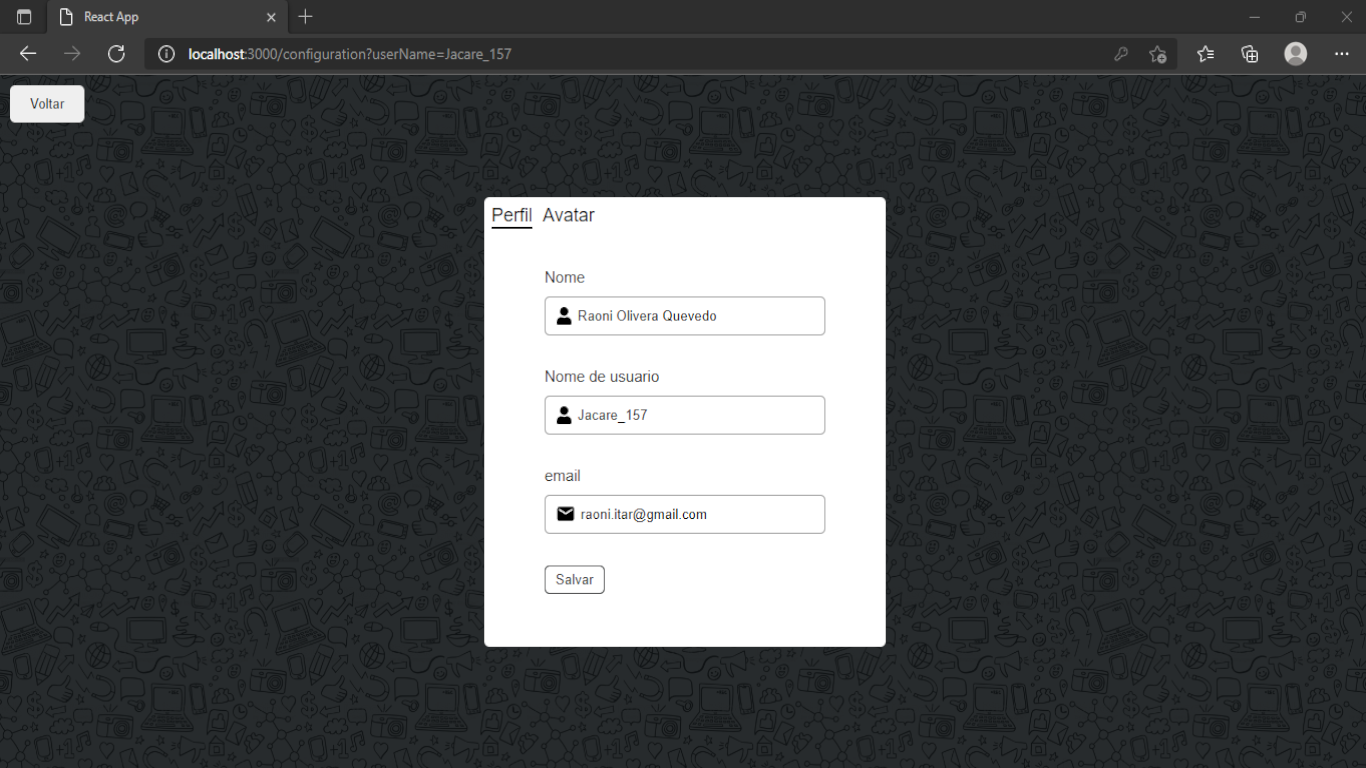 React App
localhost:3000/configuration?userName=Jacare_157
Voltar
Perfil Avatar
Nome
Raoni Olivera Quevedo
Nome de usuario
Jacare_157
email
raoni.itar@gmail.com
Salvar